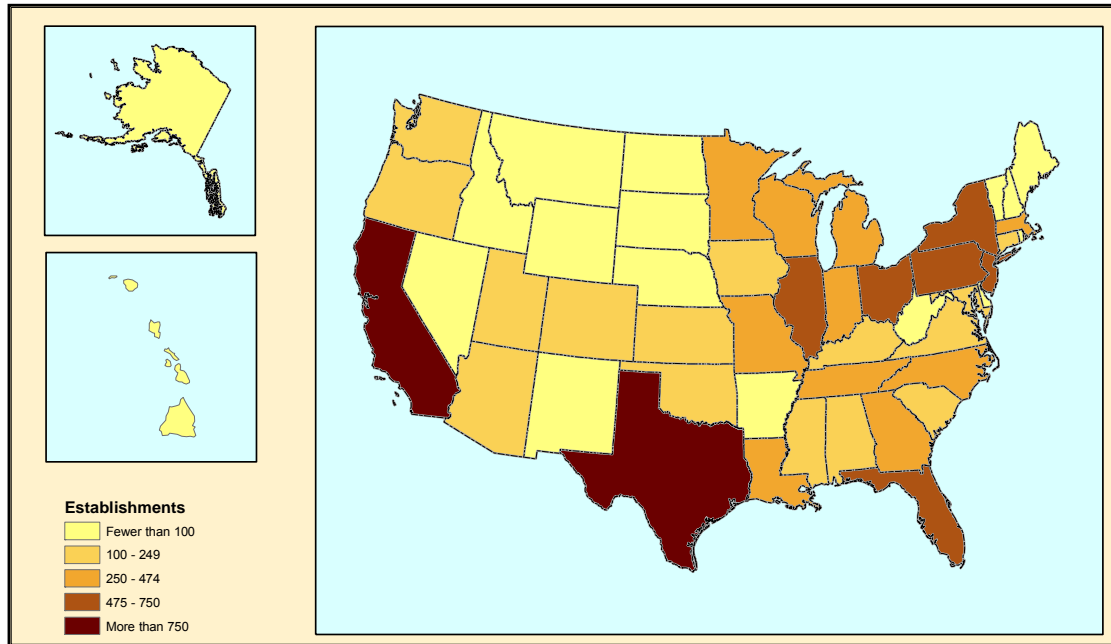 Establishments
Fewer than 100
100 - 249
250 - 474
475 - 750
More than 750